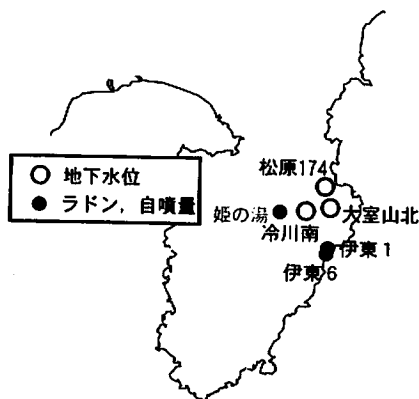 松原174
地下水位
ラドン，自噴量
姫の湯
大室山北
冷川南
伊東1
伊東6